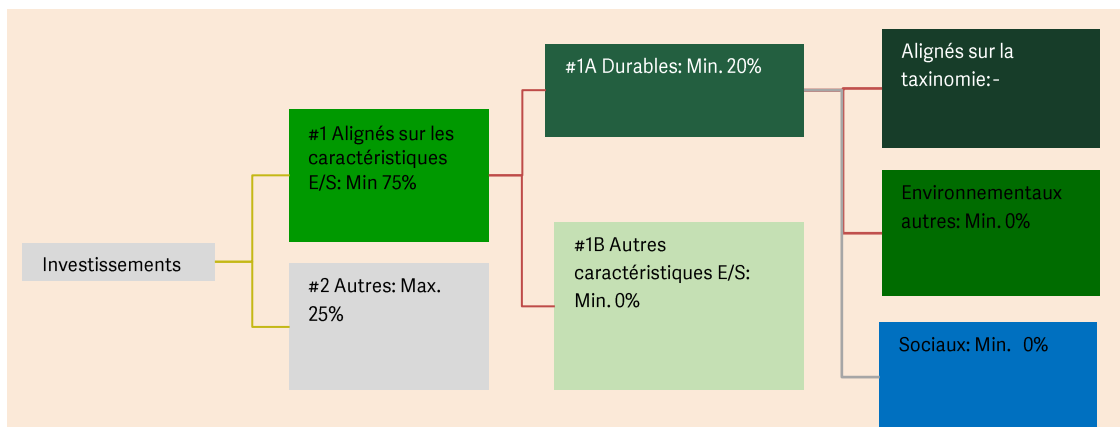 Investissements
#1 Alignés sur les
caractéristiques
E/S: Min 75%
#2 Autres: Max.
25%
#1A Durables: Min. 20%
#1B Autres
caractéristiques E/S:
Min. 0%
Alignés sur la
taxinomie:-
Environnementaux
autres: Min. 0%
Sociaux: Min. 0%